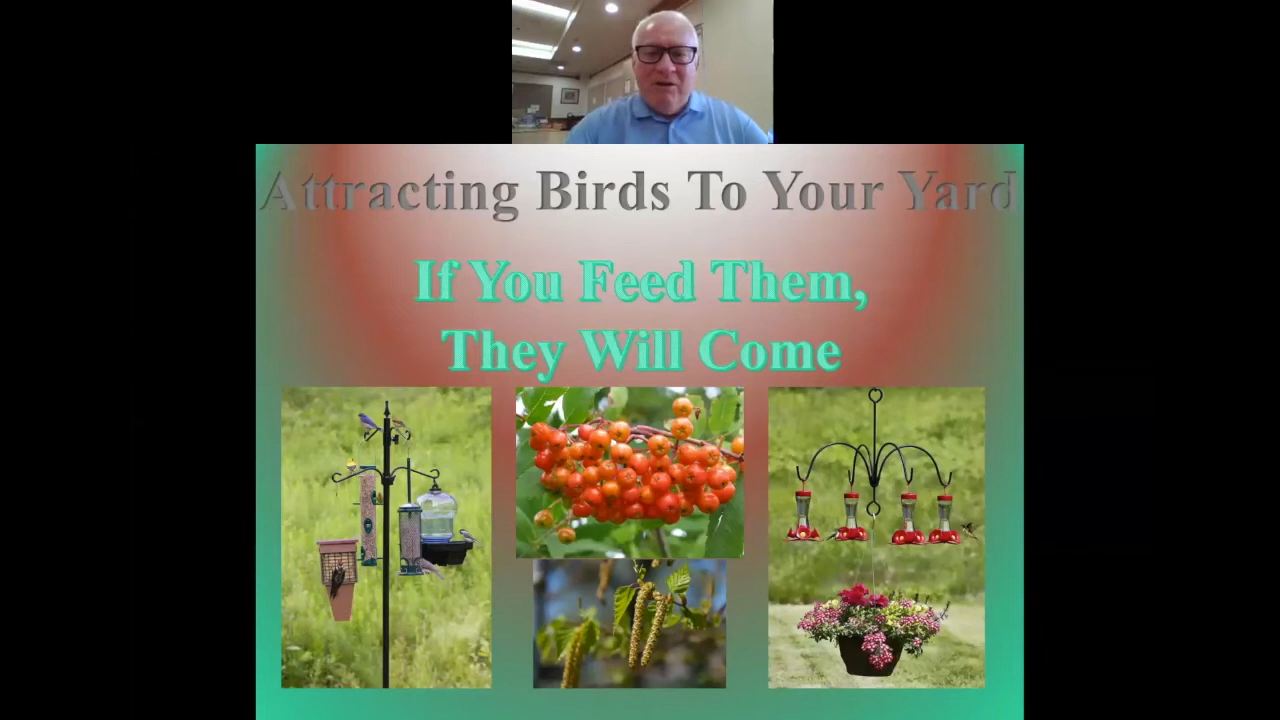 Attracting Birds To Your Yard
If You Feed Them,
They Will Come